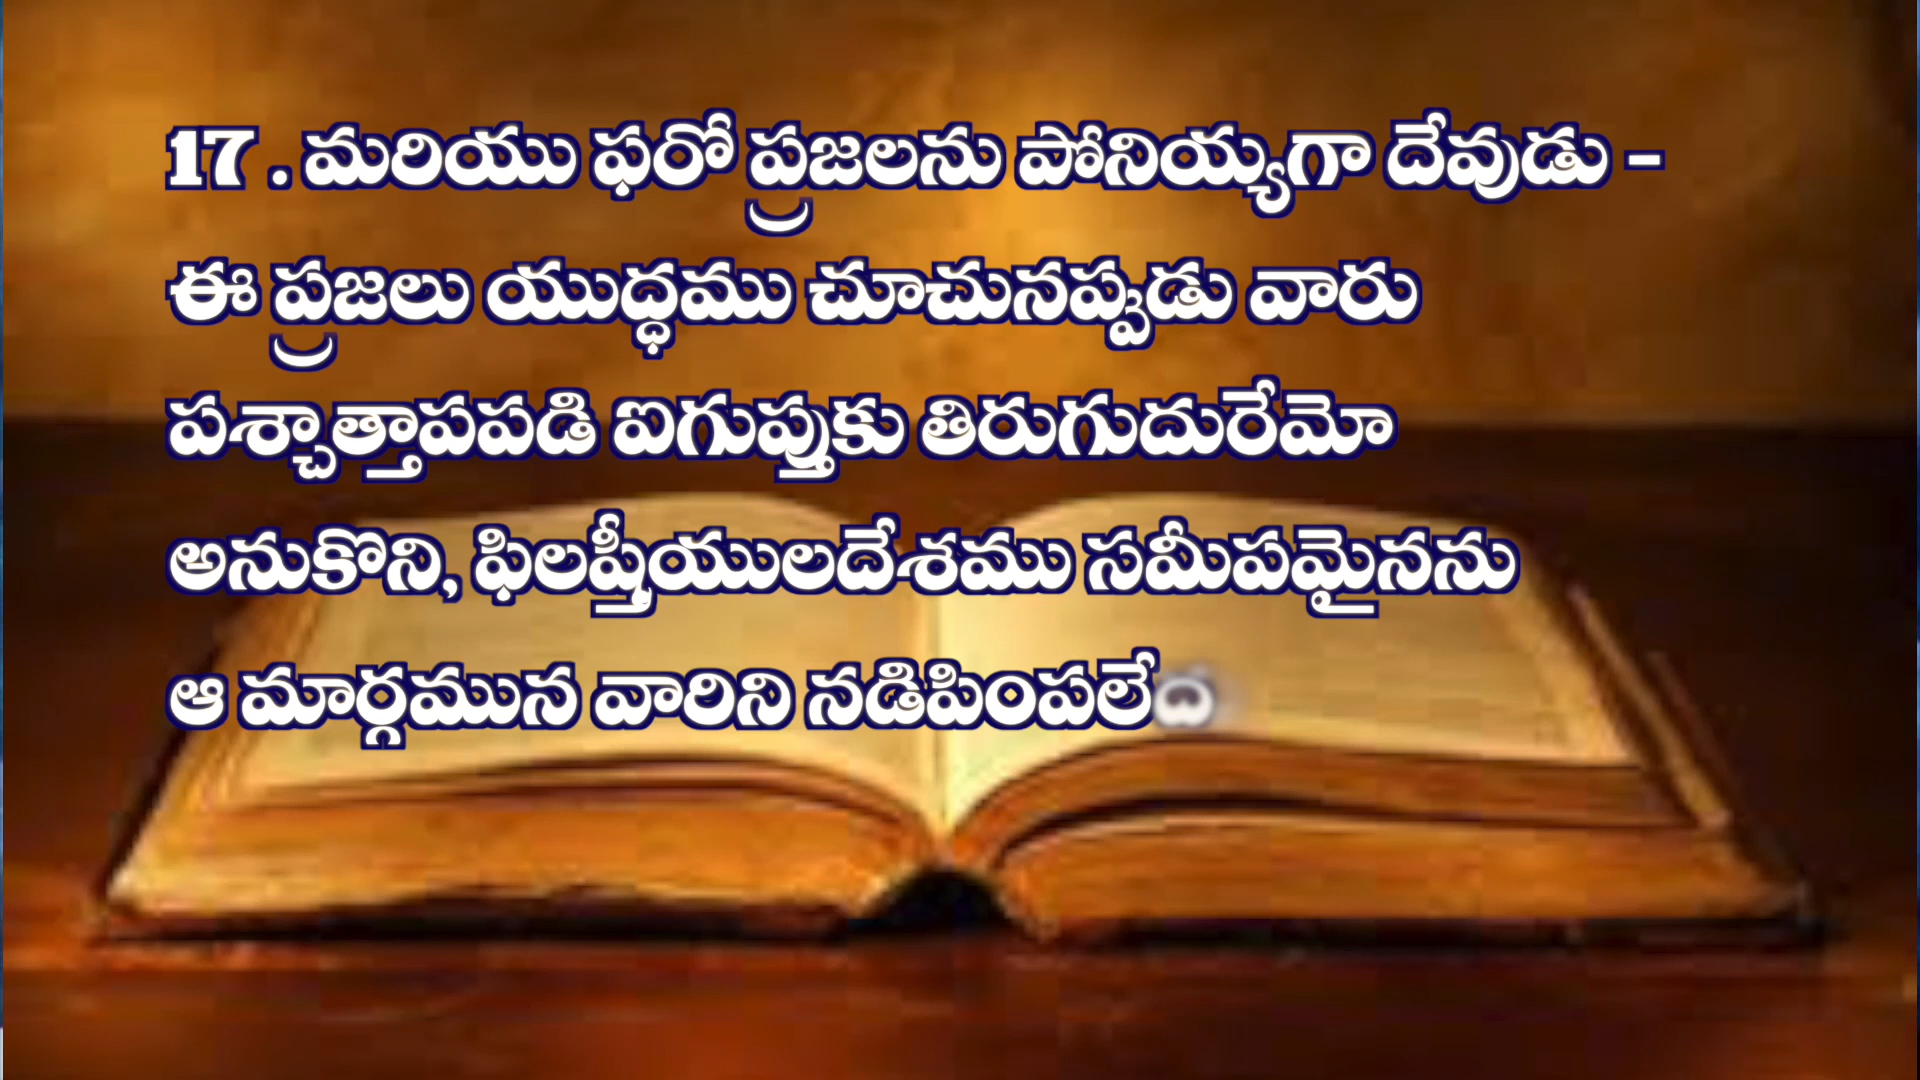 17 . మరియు ఫరో ప్రజలను పోనియ్యగా దేవుడు –
ఈ ప్రజలు యుద్ధము చూచునప్పుడు వారు
పశ్చాత్తాపపడి ఐగుప్తుకు తిరుగుదురేమో
అనుకొని, ఫిలష్తీయులదేశము సమీపమైనను
ఆ మార్గమున వారిని నడిపింపలేద